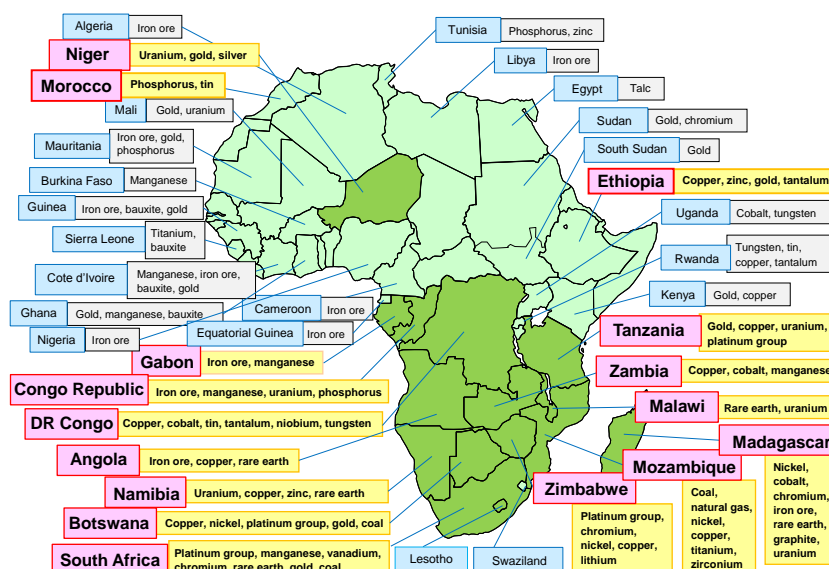 Algeria Iron ore
Niger Uranium, gold, silver
Morocco Phosphorus, tin
Mali Gold, uranium
Mauritania Iron ore, gold,
phosphorus
Burkina Faso Manganese
Guinea Iron ore, bauxite, gold
Sierra Leone Titanium,
bauxite
Cote d'Ivoire Manganese, iron ore,
bauxite, gold
Ghana Gold, manganese, bauxite
Nigeria Iron ore
Cameroon Iron ore
Equatorial Guinea Iron ore
Gabon Iron ore, manganese
Congo Republic Iron ore, manganese, uranium, phosphorus
DR Congo Copper, cobalt, tin, tantalum, niobium, tungsten
Angola Iron ore, copper, rare earth
Namibia Uranium, copper, zinc, rare earth
Botswana Copper, nickel, platinum group, gold, coal
South Africa Platinum group, manganese, vanadium,
chromium, rare earth, gold, coal
Tunisia Phosphorus, zinc
Libya Iron ore
Egypt Talc
Sudan Gold, chromium
South Sudan Gold
Ethiopia Copper, zinc, gold, tantalum
Uganda Cobalt, tungsten
Rwanda Tungsten, tin,
copper, tantalum
Kenya Gold, copper
Tanzania Gold, copper, uranium,
platinum group
Zambia Copper, cobalt, manganese
Malawi Rare earth, uranium
Madagascar
Nickel,
cobalt,
chromium,
iron ore,
rare earth,
graphite,
uranium
Mozambique
Coal,
natural gas,
nickel,
copper,
titanium,
zirconium
Zimbabwe
Platinum group,
chromium,
nickel, copper,
lithium
Lesotho
Swaziland